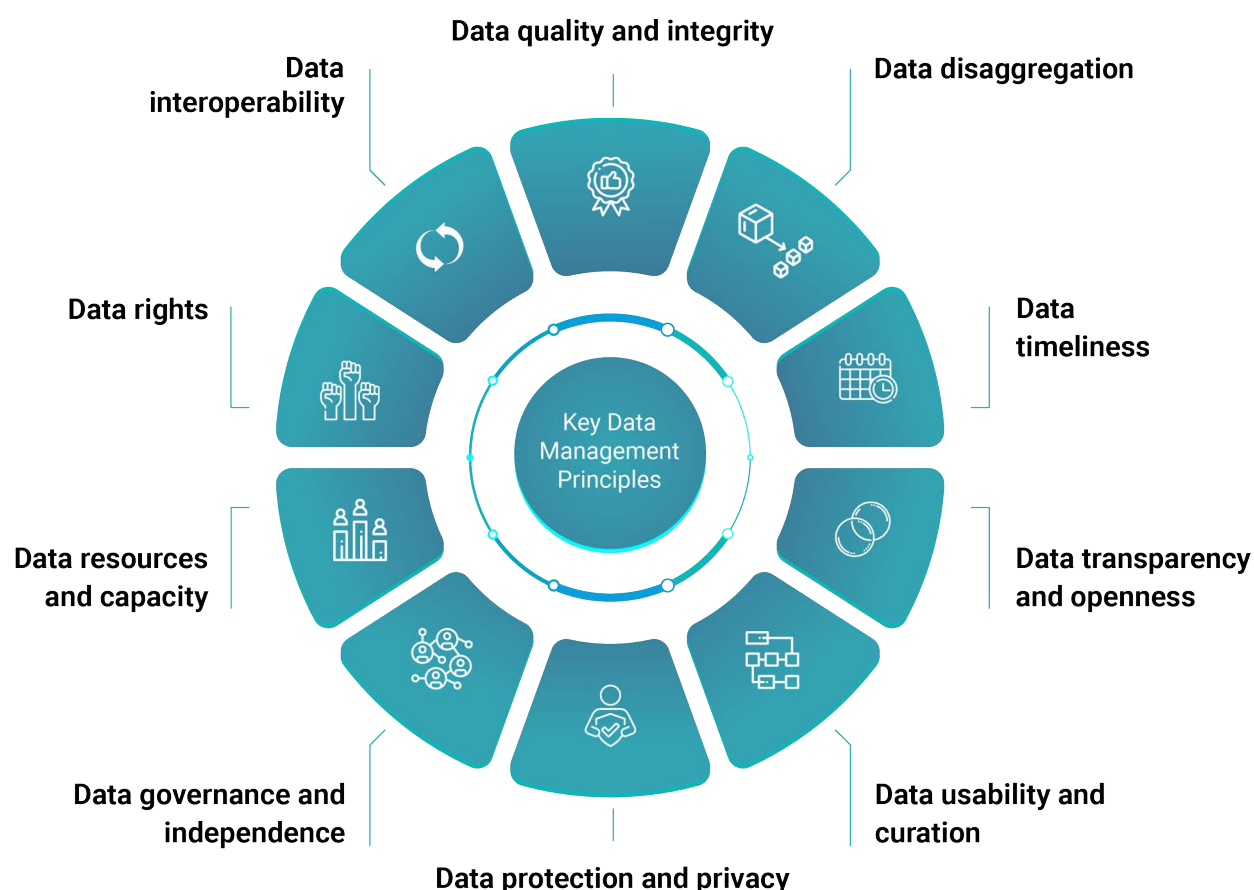 Data quality and integrity
Data
interoperability
Data disaggregation
Data rights
Data
timeliness
Key Data
Management
Principles
Data resources
and capacity
Data transparency
and openness
Data governance and
independence
Data usability and
curation
Data protection and privacy